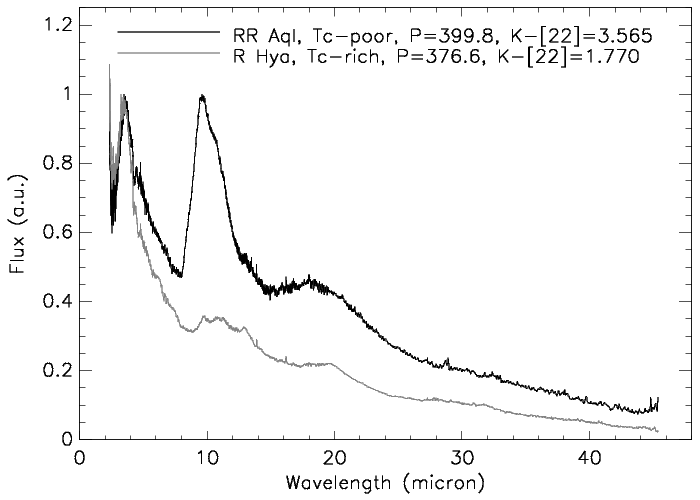 RR Aql, Tc-poor, P=399.8, K-[22]=3.565
R Hya, Tc-rich, P=376.6, K-[22]=1.770
1.2
1
0.8
0.6
0.4
0.2
0
Flux (a.u.)
0 10 20 30 40
Wavelength (micron)